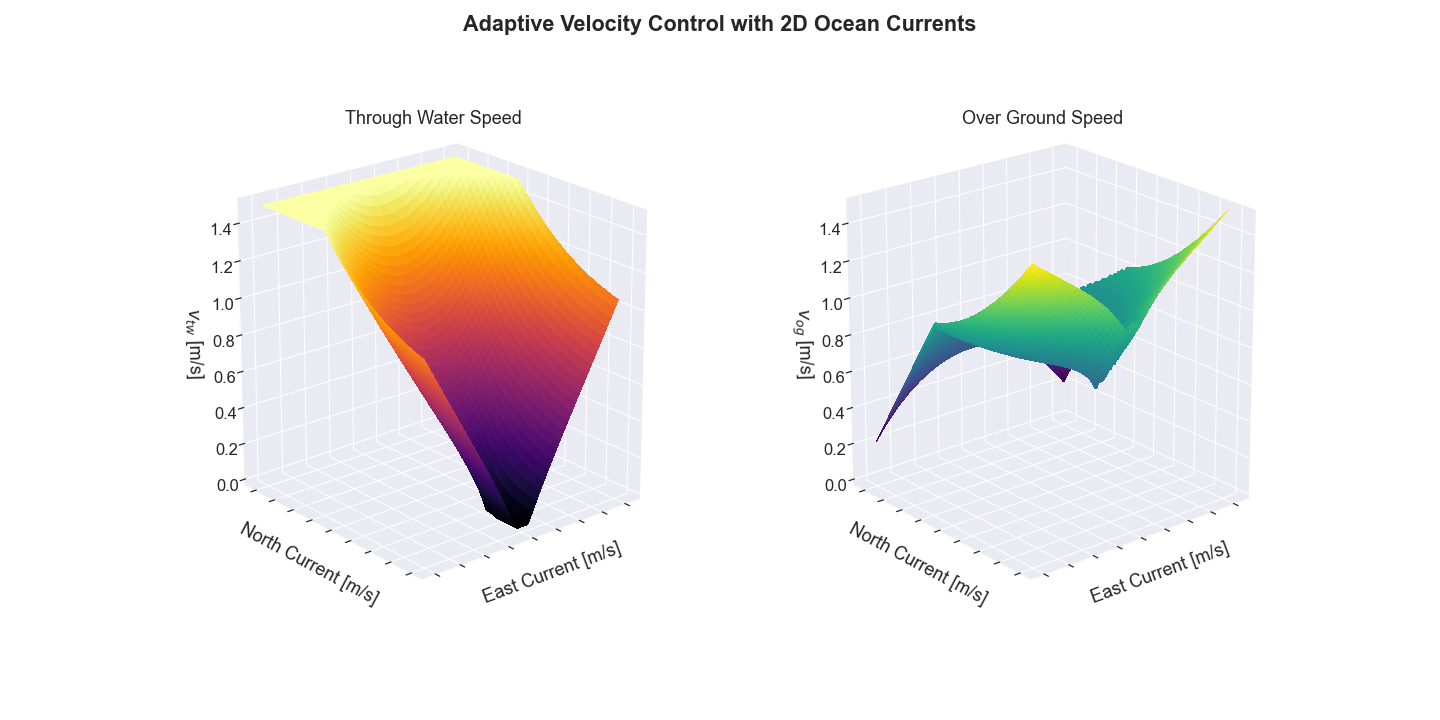 Adaptive Velocity Control with 2D Ocean Currents
Through Water Speed
1.4
1.2
1.0
0.8
0.6
0.4
0.2
0.0
v_tw [m/s]
North Current [m/s]
East Current [m/s]
Over Ground Speed
1.4
1.2
1.0
0.8
0.6
0.4
0.2
0.0
v_og [m/s]
North Current [m/s]
East Current [m/s]